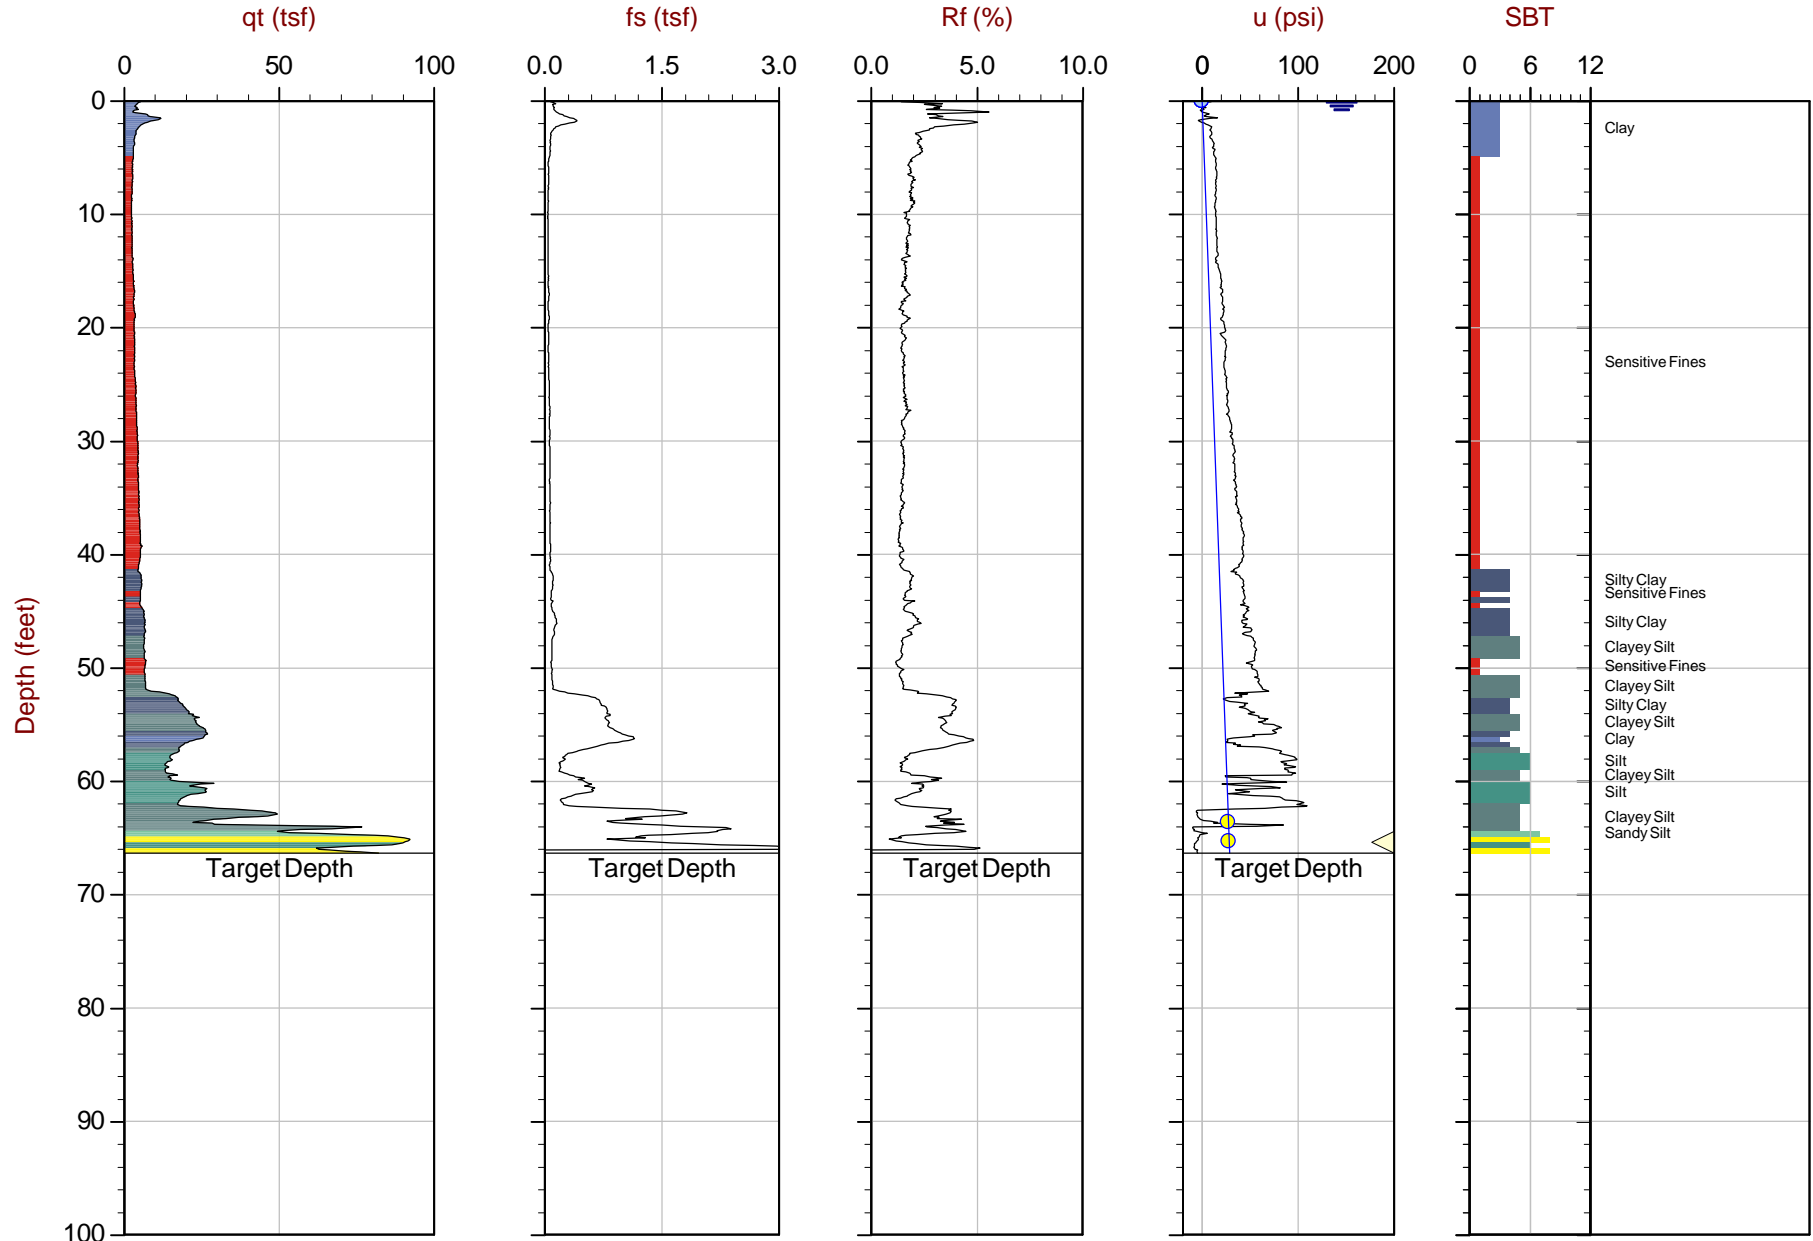 qt (tsf) fs (tsf) Rf (%) u (psi) SBT
0 50 100 0.0 1.5 3.0 0.0 5.0 10.0 0 100 200 0 6 12
0
Clay
10
20
Sensitive Fines
30
40
Silty Clay
Sensitive Fines
Silty Clay
Clayey Silt
50
Sensitive Fines
Clayey Silt
Silty Clay
Clayey Silt
Clay
Silt
Clayey Silt
60
Silt
Clayey Silt
Sandy Silt
Depth (feet)
Target Depth Target Depth Target Depth Target Depth
70
80
90
100